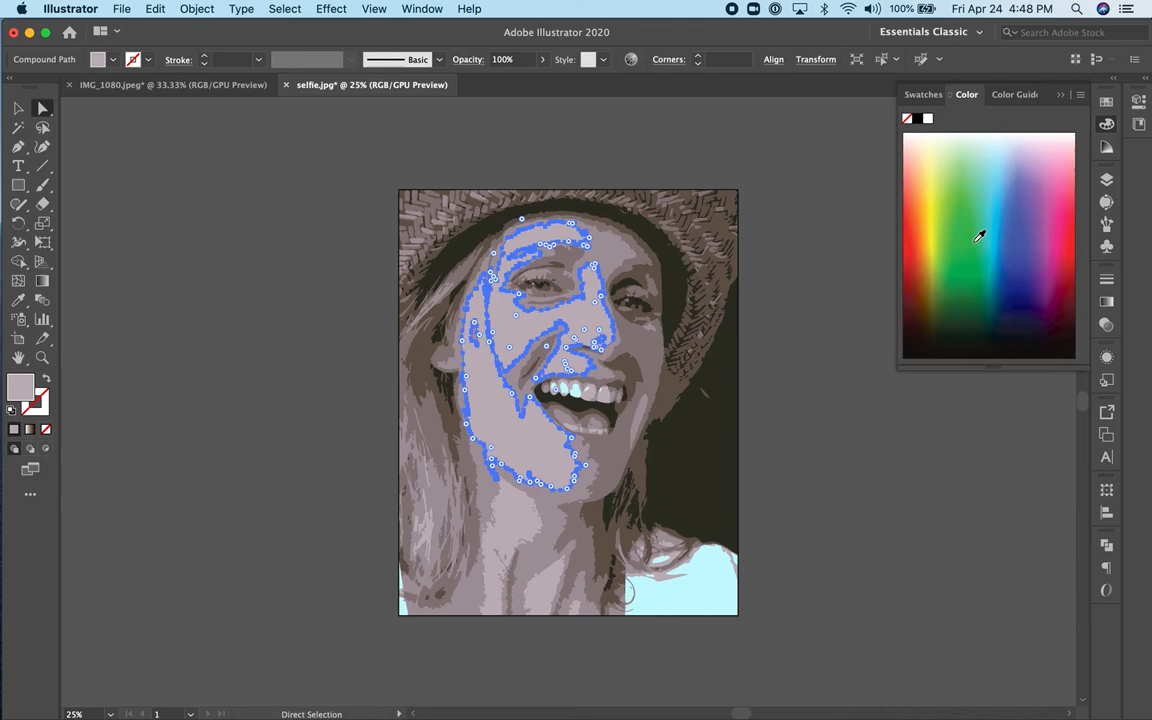 Illustrator File Edit Object Type Select Effect View Window Help 100% Fri Apr 24 4:48 PM
Adobe Illustrator 2020 Essentials Classic Search Adobe Stock
Compound Path Stroke: Basic Opacity: 100% Style: Corners: Align Transform
IMG_1080.jpeg* @ 33.33% (RGB/GPU Preview) selfie.jpg* @ 25% (RGB/GPU Preview)
Swatches Color Color Guide
25% 1 Direct Selection